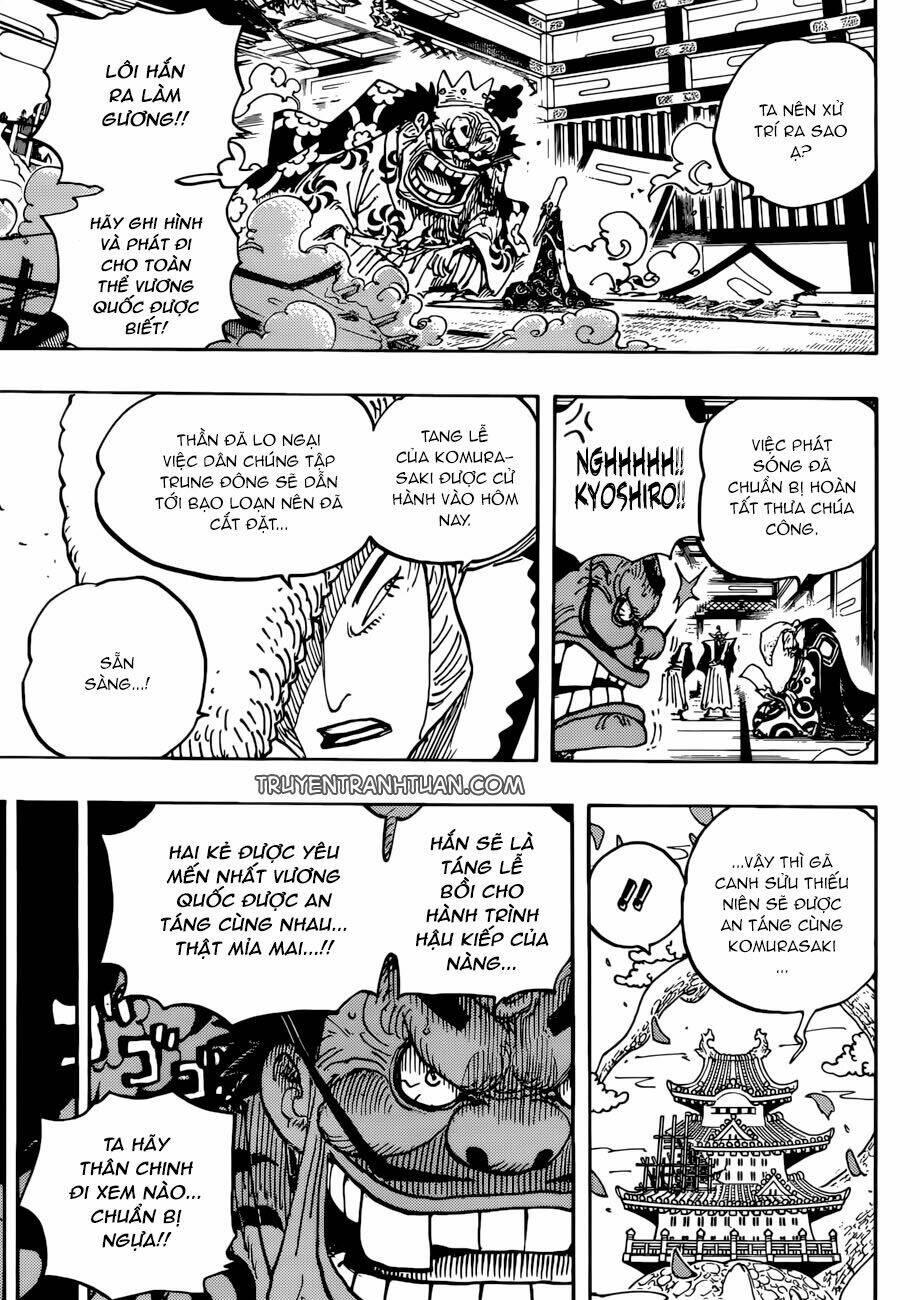 TA NÊN XỬ
TRÍ RA SAO
Ạ?
LÔI HẮN
RA LÀM
GƯƠNG!!
HÃY GHI HÌNH
VÀ PHÁT ĐI
CHO TOÀN
THỂ VƯƠNG
QUỐC ĐƯỢC
BIẾT!
VIỆC PHÁT
SÓNG ĐÃ
CHUẨN BỊ HOÀN
TẤT THƯA CHÚA
CÔNG.
NGHHHHH!!
KYOSHIRO!!
TANG LỄ
CỦA KOMURA-
SAKI ĐƯỢC CỬ
HÀNH VÀO HÔM
NAY.
THẦN ĐÃ LO NGẠI
VIỆC DÂN CHÚNG TẬP
TRUNG ĐÔNG SẼ DẪN
TỚI BẠO LOẠN NÊN ĐÃ
CẮT ĐẶT...
SẴN
SÀNG...!
TRUYENTRANHTUAN.COM
...VẬY THÌ GÃ
CANH SỬU THIẾU
NIÊN SẼ ĐƯỢC
AN TÁNG CÙNG
KOMURASAKI
...
!!
HẮN SẼ LÀ
TÁNG LỄ
BỒI CHO
HÀNH TRÌNH
HẬU KIẾP CỦA
NÀNG...
HAI KẺ ĐƯỢC YÊU
MẾN NHẤT VƯƠNG
QUỐC ĐƯỢC AN
TÁNG CÙNG NHAU...
THẬT MỈA MAI...!!
ゴゴ
TA HÃY
THÂN CHINH
ĐI XEM NÀO...
CHUẨN BỊ
NGỰA!!